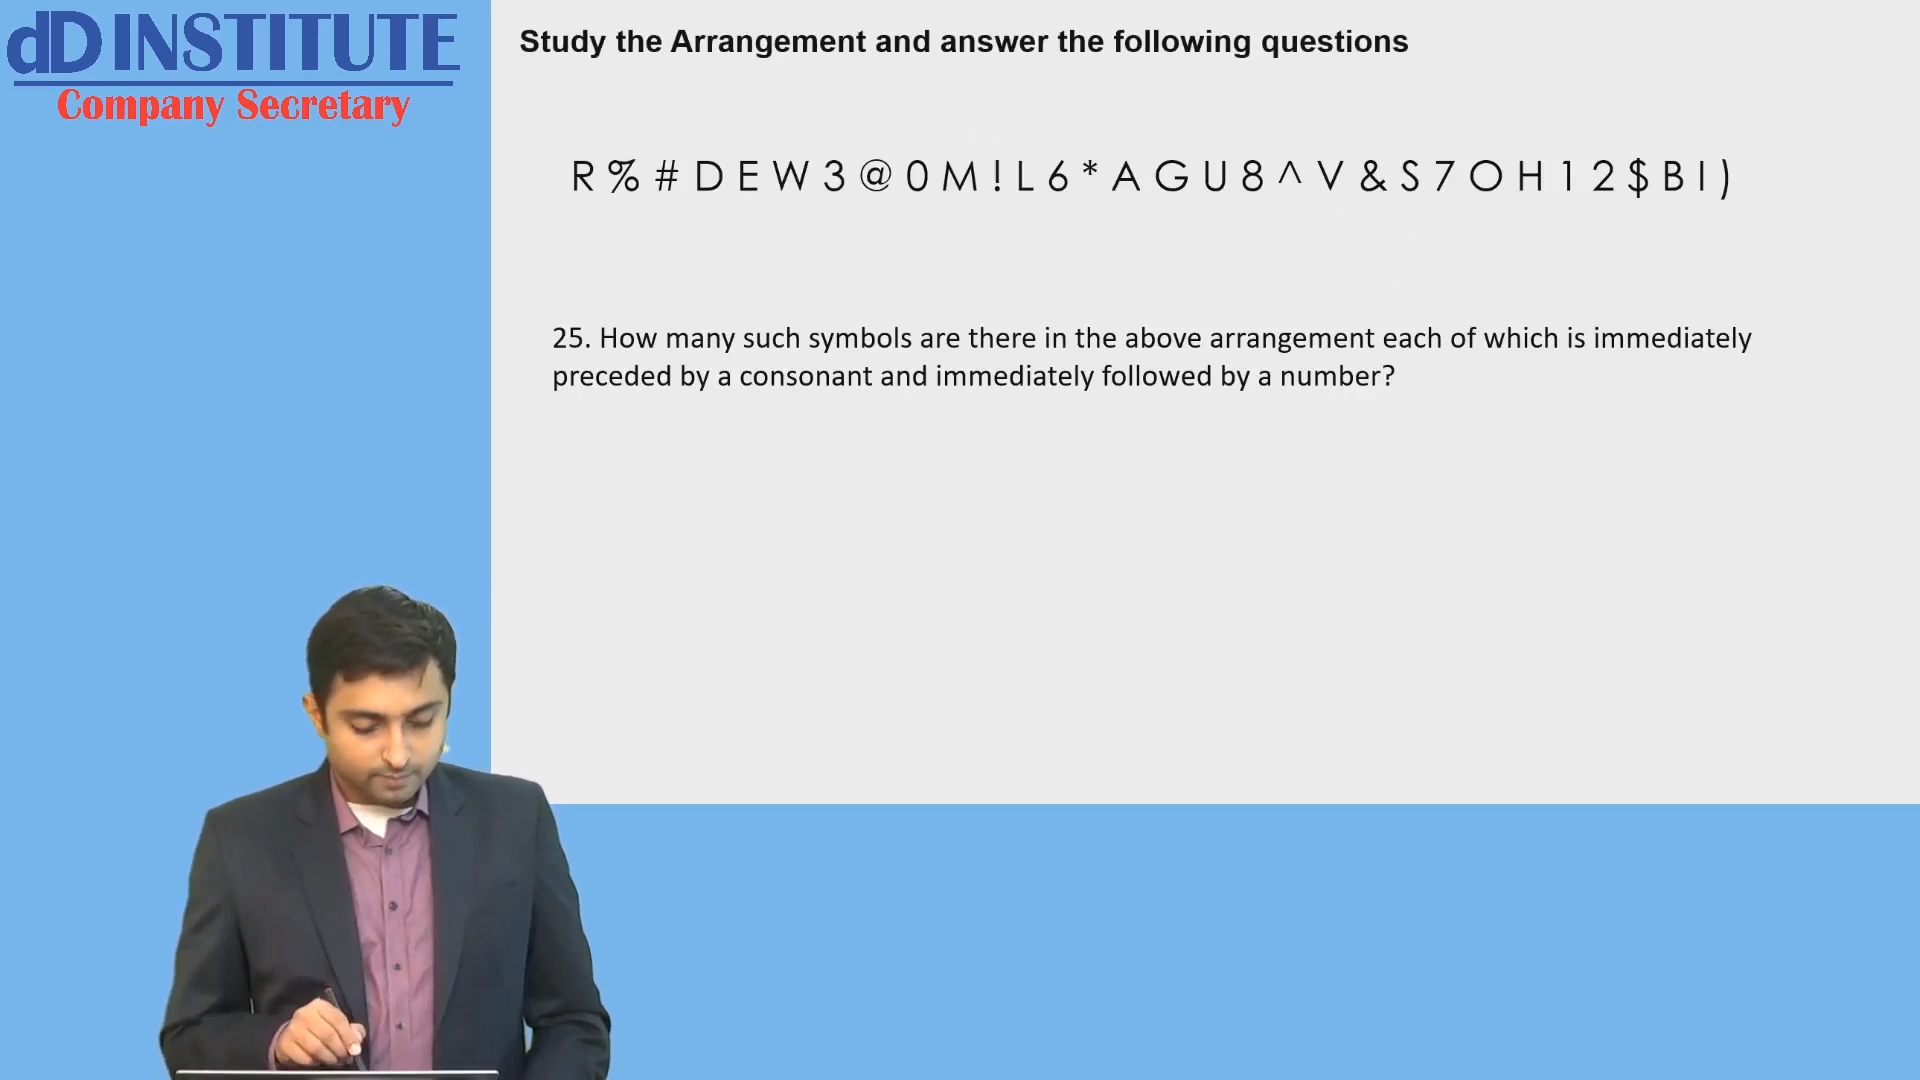 dD INSTITUTE
Company Secretary
Study the Arrangement and answer the following questions
R % # D E W 3 @ 0 M ! L 6 * A G U 8 ^ V & S 7 O H 1 2 $ B I )
25. How many such symbols are there in the above arrangement each of which is immediately
preceded by a consonant and immediately followed by a number?